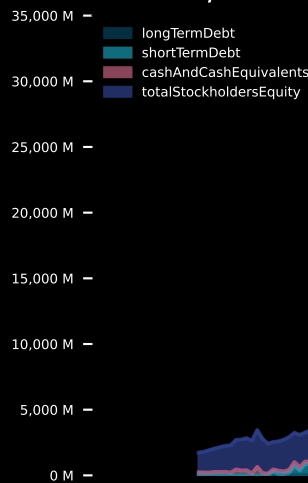 35,000 M
longTermDebt
shortTermDebt
cashAndCashEquivalents
totalStockholdersEquity
30,000 M
25,000 M
20,000 M
15,000 M
10,000 M
5,000 M
0 M